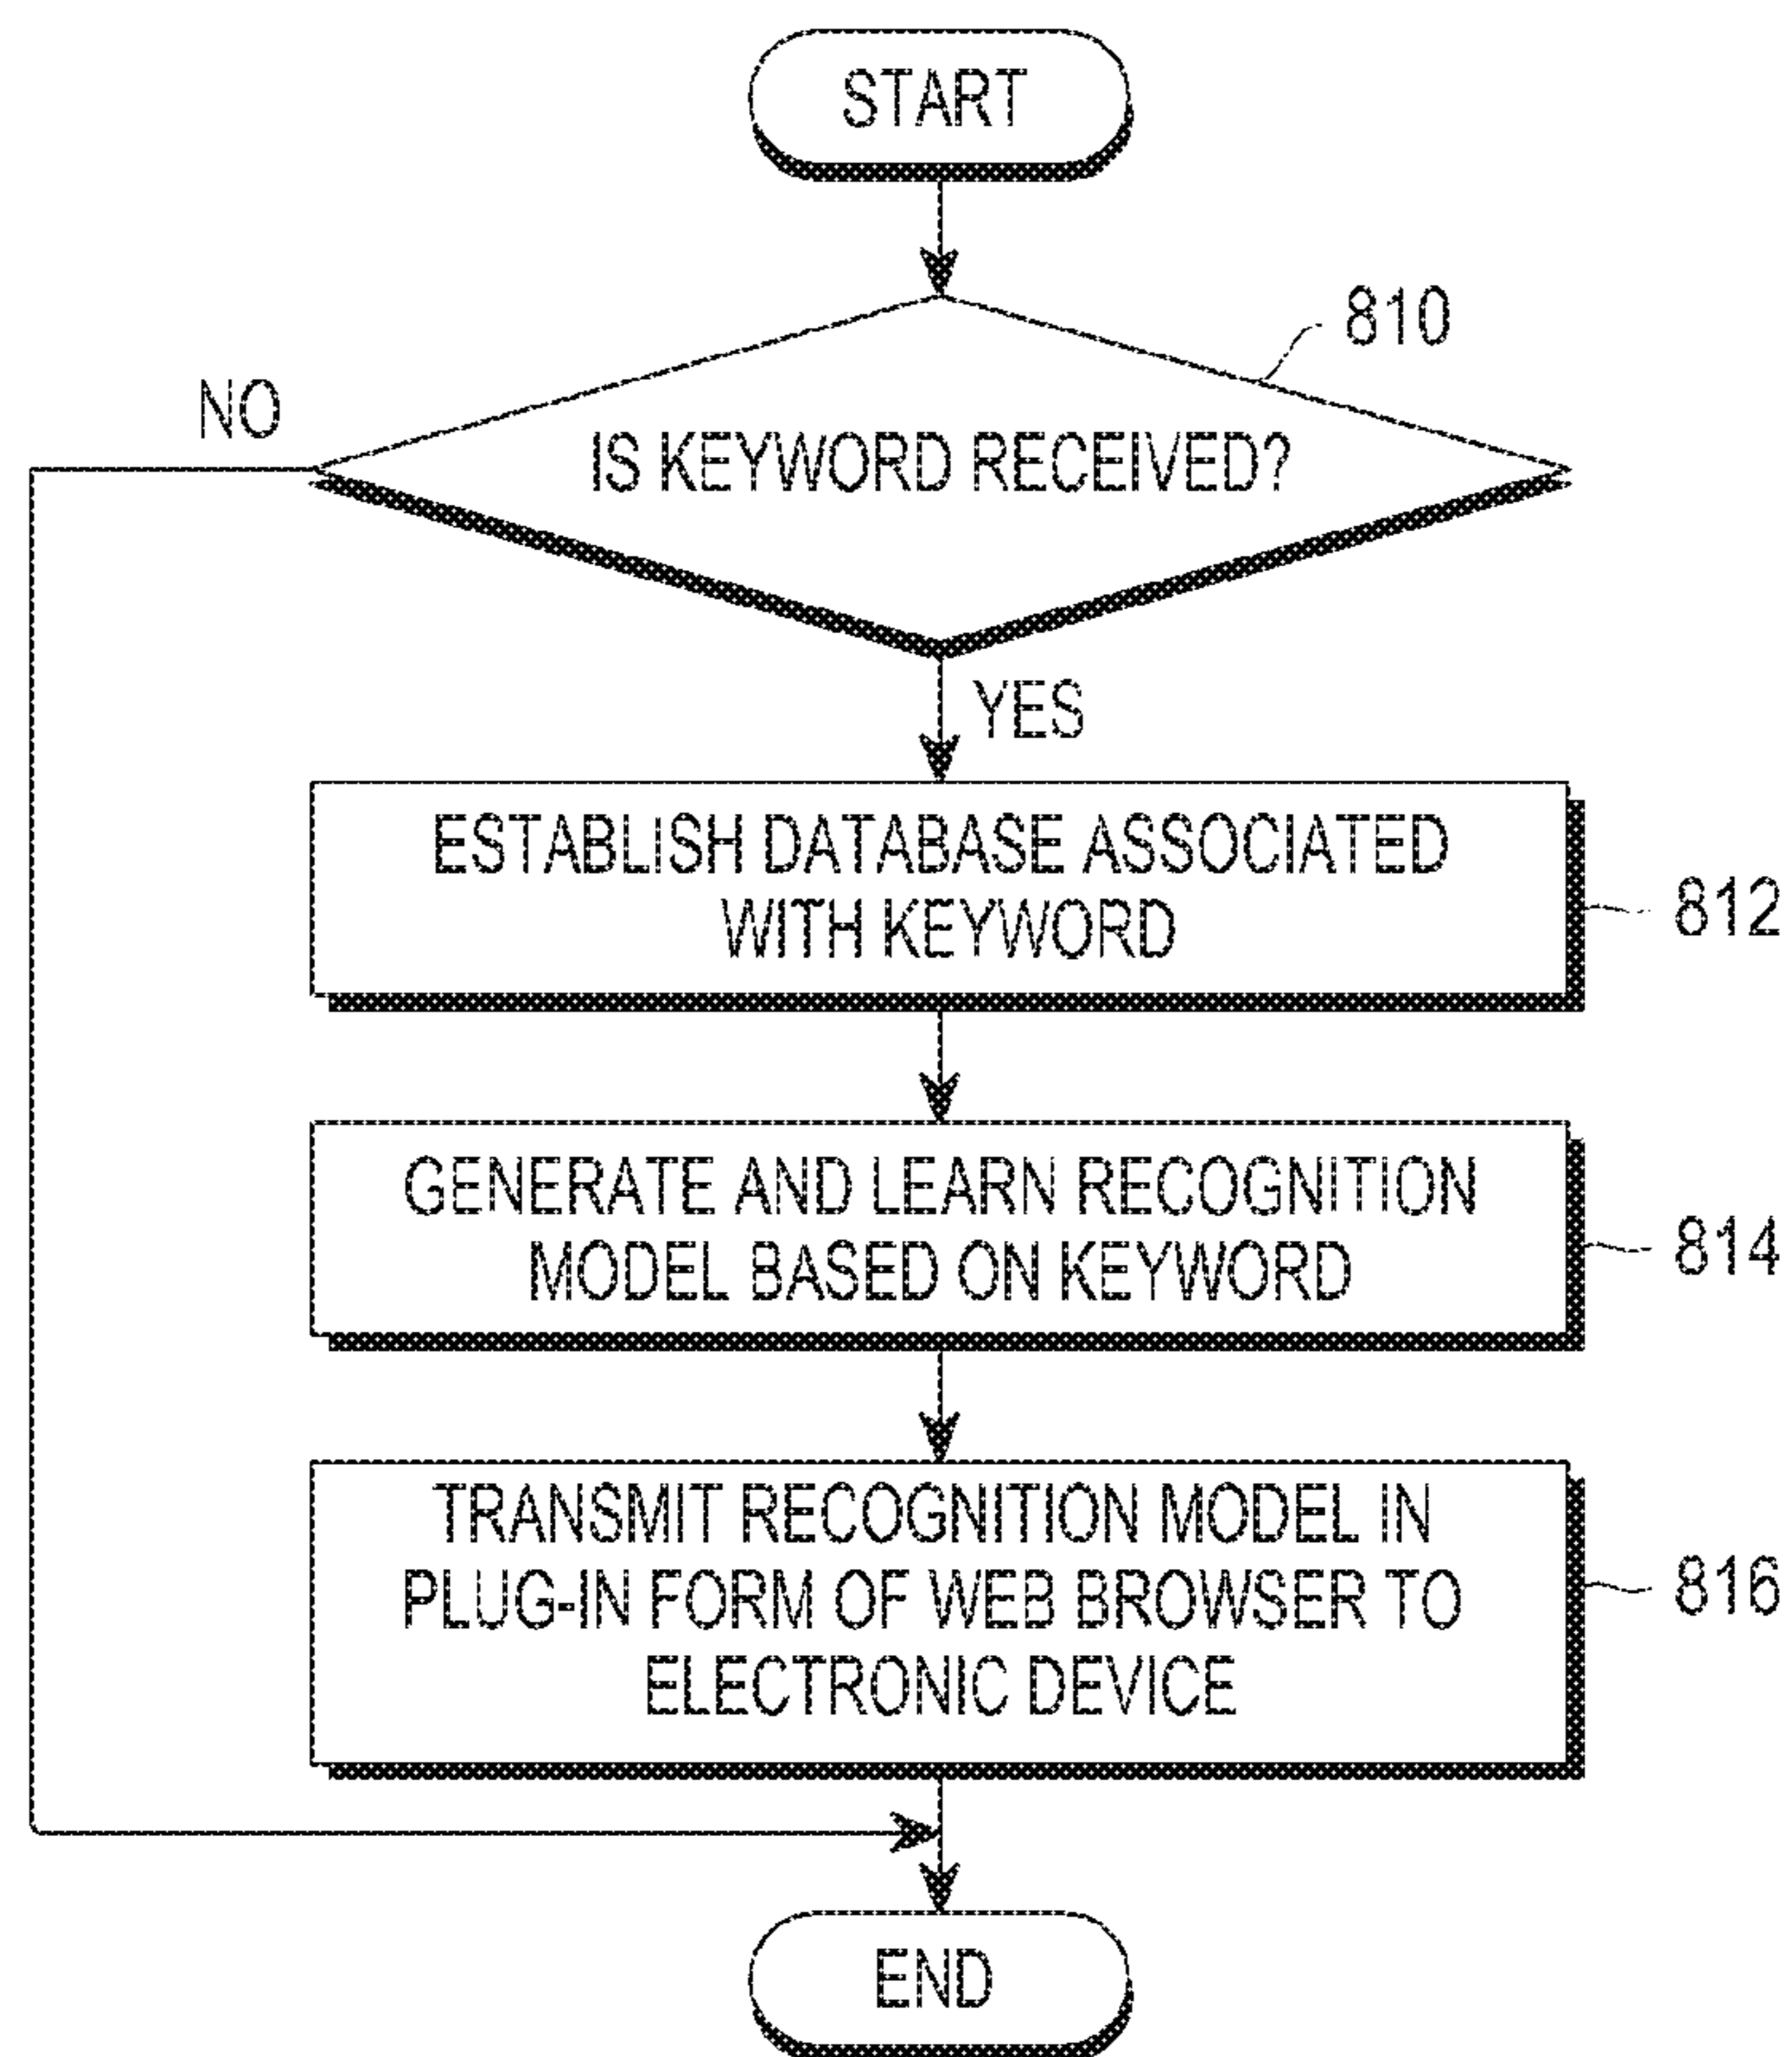 START
810
NO
IS KEYWORD RECEIVED?
YES
ESTABLISH DATABASE ASSOCIATED
WITH KEYWORD
812
GENERATE AND LEARN RECOGNITION
MODEL BASED ON KEYWORD
814
TRANSMIT RECOGNITION MODEL IN
PLUG-IN FORM OF WEB BROWSER TO
ELECTRONIC DEVICE
816
END